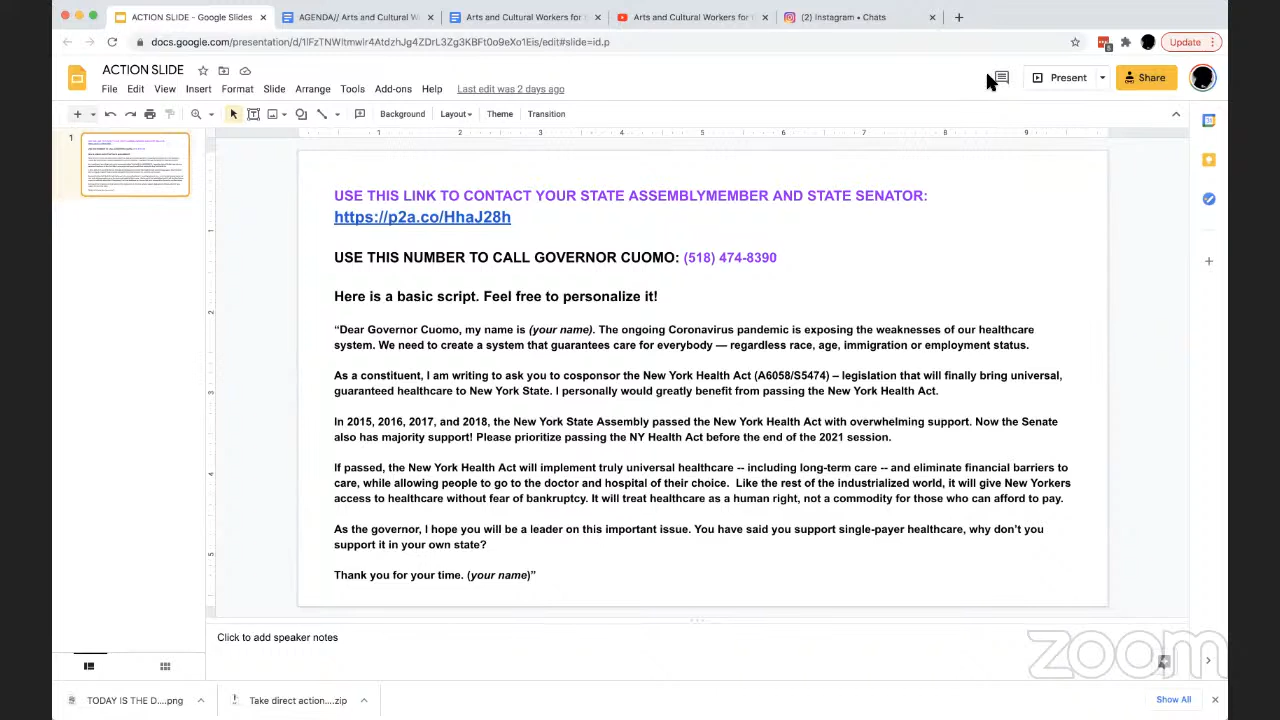 ACTION SLIDE - Google Slides
AGENDA// Arts and Cultural W
Arts and Cultural Workers for
Arts and Cultural Workers for
(2) Instagram • Chats
docs.google.com/presentation/d/1lFzTNWltmwlr4AtdzhJg4ZDrL3Zg3KBFt0o9eXo1Eis/edit#slide=id.p
Update
ACTION SLIDE
File Edit View Insert Format Slide Arrange Tools Add-ons Help Last edit was 2 days ago
Present
Share
Background Layout Theme Transition
1 2 3 4 5 6 7 8 9
1
USE THIS LINK TO CONTACT YOUR STATE ASSEMBLYMEMBER AND STATE SENATOR:
https://p2a.co/HhaJ28h
USE THIS NUMBER TO CALL GOVERNOR CUOMO: (518) 474-8390
Here is a basic script. Feel free to personalize it!
“Dear Governor Cuomo, my name is (your name). The ongoing Coronavirus pandemic is exposing the weaknesses of our healthcare
system. We need to create a system that guarantees care for everybody — regardless race, age, immigration or employment status.
As a constituent, I am writing to ask you to cosponsor the New York Health Act (A6058/S5474) – legislation that will finally bring universal,
guaranteed healthcare to New York State. I personally would greatly benefit from passing the New York Health Act.
In 2015, 2016, 2017, and 2018, the New York State Assembly passed the New York Health Act with overwhelming support. Now the Senate
also has majority support! Please prioritize passing the NY Health Act before the end of the 2021 session.
If passed, the New York Health Act will implement truly universal healthcare -- including long-term care -- and eliminate financial barriers to
care, while allowing people to go to the doctor and hospital of their choice. Like the rest of the industrialized world, it will give New Yorkers
access to healthcare without fear of bankruptcy. It will treat healthcare as a human right, not a commodity for those who can afford to pay.
As the governor, I hope you will be a leader on this important issue. You have said you support single-payer healthcare, why don’t you
support it in your own state?
Thank you for your time. (your name)”
Click to add speaker notes
zoom
TODAY IS THE D....png
Take direct action....zip
Show All